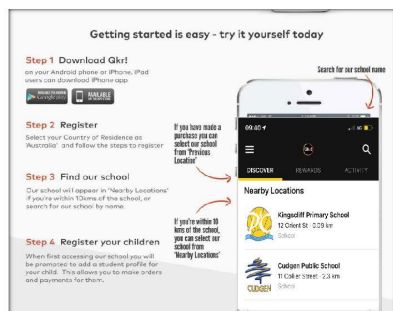 Getting started is easy - try it yourself today
Step 1 Download Qkr!
on your Android phone or iPhone. iPad
users can download iPhone app
Google play
AVAILABLE
Step 2 Register
Select your Country of Residence as
'Australia' and follow the steps to register
Step 3 Find our school
Our school will appear in 'Nearby Locations'
if you're within 10kms of the school, or
search for our school by name.
Step 4 Register your children
When first accessing our school you will
be promoted to add a student profile for
your child. This allows you to make orders
and payments for them.
If you have made a
purchase you can
select our school
from 'Previous
Location'
If you're within 10
kms of the school,
you can select our
school from
'Nearby Locations'
Search for our school name
09:40
4G
DISCOVER
REWARDS
ACTIVITY
Nearby Locations
Kingscliff Primary School
12 Orient St - 0.09 km
School
Cudgen Public School
11 Collier Street - 2.3 km
School
CUDGEN